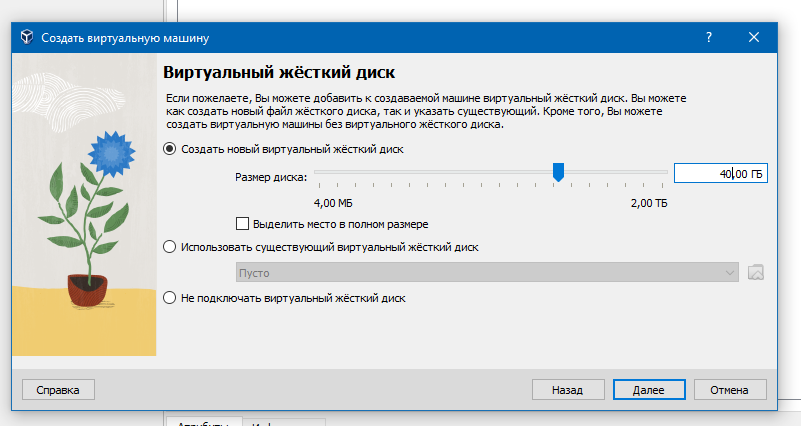 Создать виртуальную машину
?
Виртуальный жёсткий диск
Если пожелаете, Вы можете добавить к создаваемой машине виртуальный жёсткий диск. Вы можете
как создать новый файл жёсткого диска, так и указать существующий. Кроме того, Вы можете
создать виртуальную машины без виртуального жёсткого диска.
Создать новый виртуальный жёсткий диск
Размер диска:
40,00 ГБ
4,00 МБ
2,00 ТБ
Выделить место в полном размере
Использовать существующий виртуальный жёсткий диск
Пусто
Не подключать виртуальный жёсткий диск
Справка
Назад
Далее
Отмена